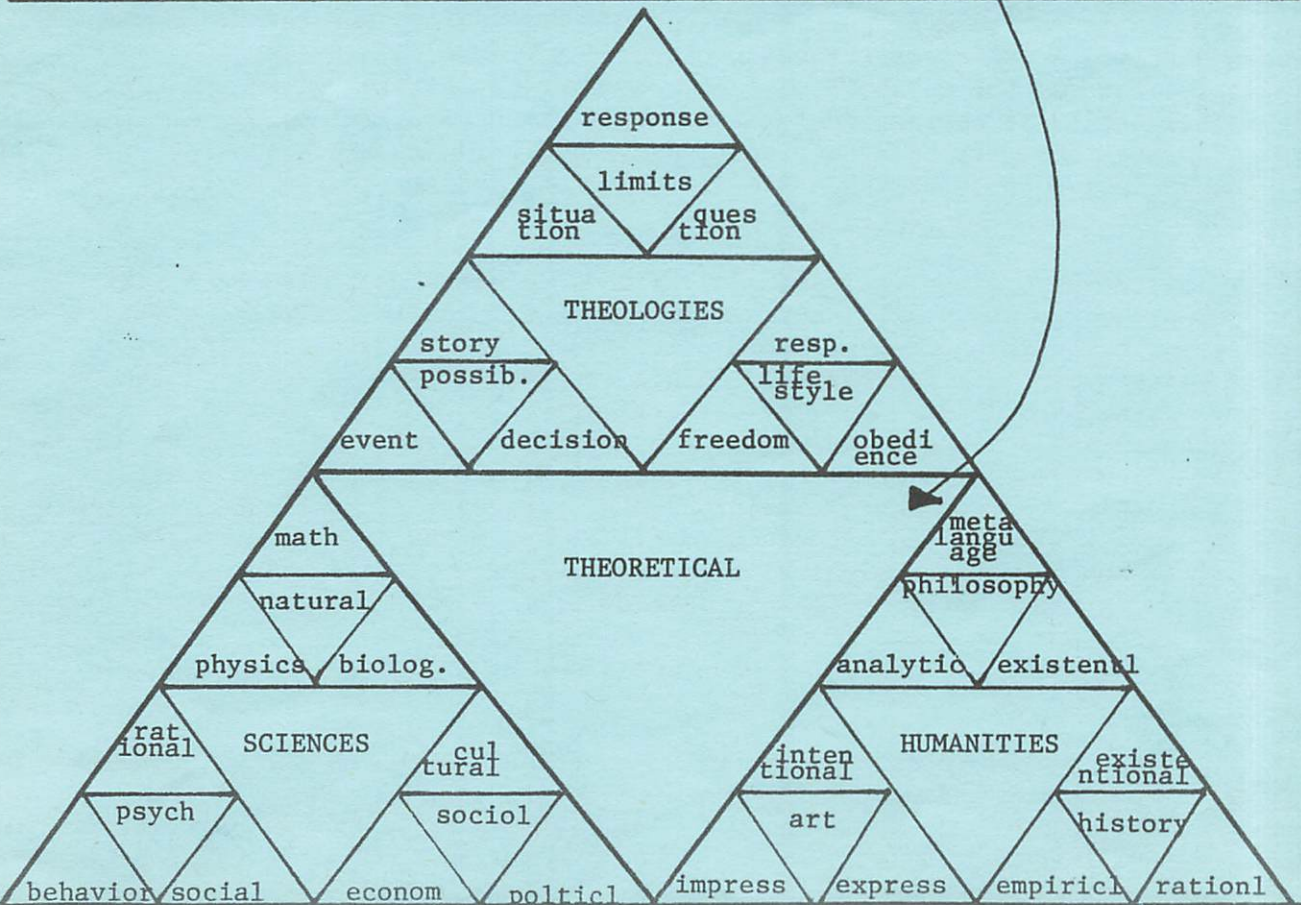 response
limits
situa
tion
ques
tion
THEOLOGIES
story
resp.
possib.
life
style
event
decision
freedom
obedi
ence
math
meta
langu
age
THEORETICAL
natural
philosophy
physics
biolog.
analytic
existentl
rat
ional
SCIENCES
cul
tural
inten
tional
HUMANITIES
existe
ntional
psych
sociol
art
history
behavior
social
econom
polticl
impress
express
empiricl
rationl